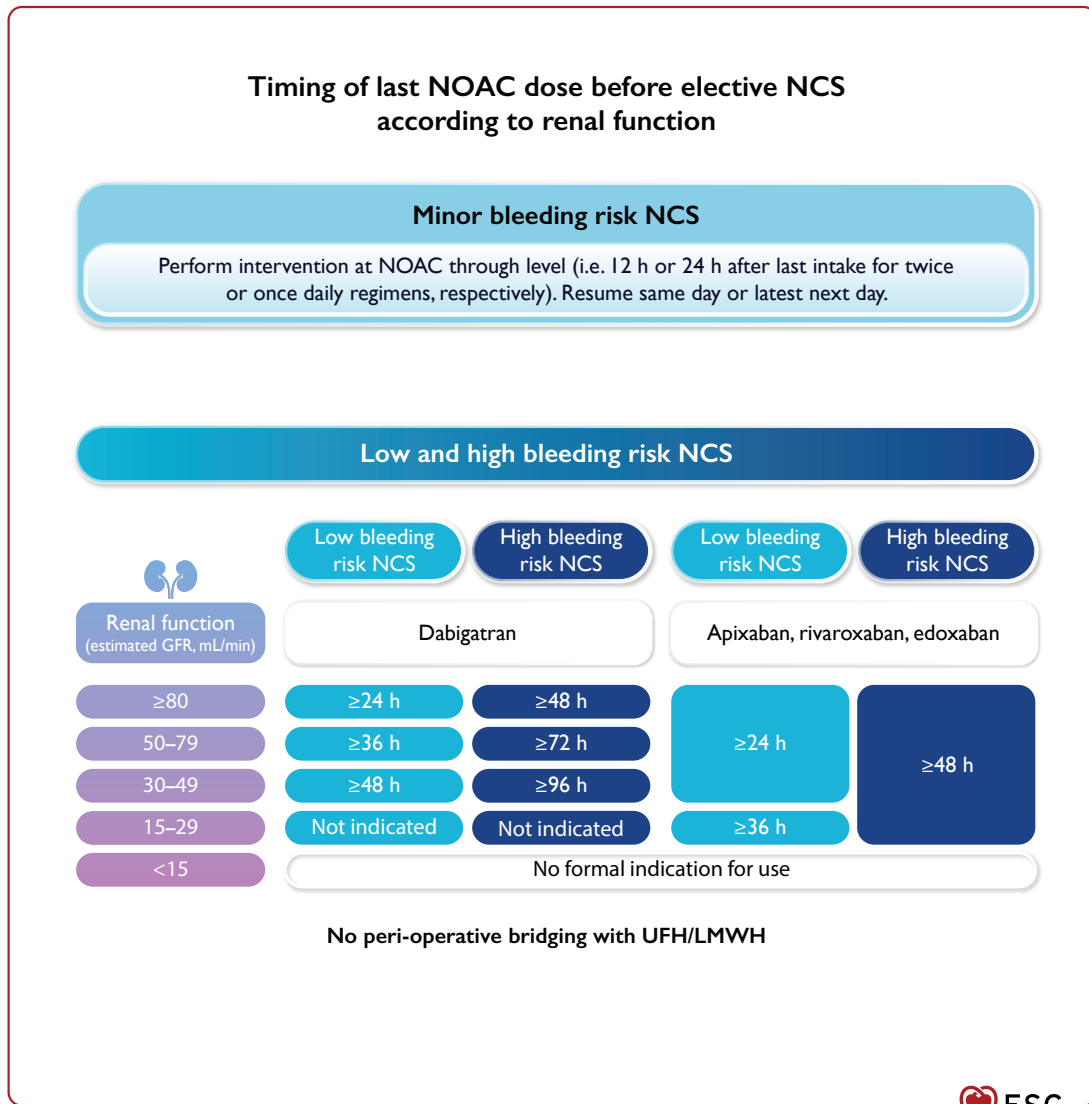 Timing of last NOAC dose before elective NCS
according to renal function
Minor bleeding risk NCS
Perform intervention at NOAC through level (i.e. 12 h or 24 h after last intake for twice
or once daily regimens, respectively). Resume same day or latest next day.
Low and high bleeding risk NCS
Low bleeding
risk NCS
High bleeding
risk NCS
Low bleeding
risk NCS
High bleeding
risk NCS
Renal function
(estimated GFR, mL/min)
Dabigatran
Apixaban, rivaroxaban, edoxaban
≥80
≥24 h
≥48 h
≥24 h
≥48 h
50–79
≥36 h
≥72 h
30–49
≥48 h
≥96 h
15–29
Not indicated
Not indicated
≥36 h
<15
No formal indication for use
No peri-operative bridging with UFH/LMWH
ESC